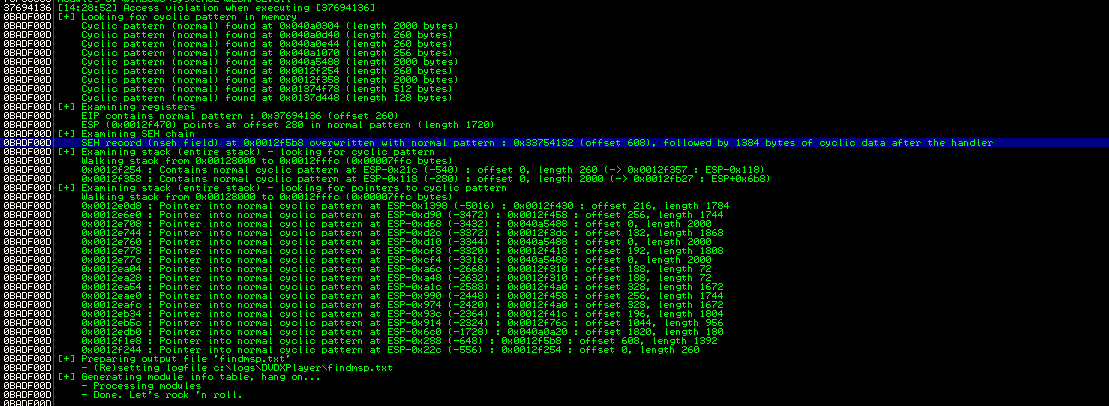 37694136 [14:28:52] Access violation when executing [37694136]
0BADF00D [+] Looking for cyclic pattern in memory
0BADF00D Cyclic pattern (normal) found at 0x040a0304 (length 2000 bytes)
0BADF00D Cyclic pattern (normal) found at 0x040a0d40 (length 260 bytes)
0BADF00D Cyclic pattern (normal) found at 0x040a0e44 (length 260 bytes)
0BADF00D Cyclic pattern (normal) found at 0x040a1070 (length 256 bytes)
0BADF00D Cyclic pattern (normal) found at 0x040a5488 (length 2000 bytes)
0BADF00D Cyclic pattern (normal) found at 0x0012f254 (length 260 bytes)
0BADF00D Cyclic pattern (normal) found at 0x0012f358 (length 2000 bytes)
0BADF00D Cyclic pattern (normal) found at 0x01374f78 (length 512 bytes)
0BADF00D Cyclic pattern (normal) found at 0x0137d448 (length 128 bytes)
0BADF00D [+] Examining registers
0BADF00D EIP contains normal pattern : 0x37694136 (offset 260)
0BADF00D ESP (0x0012f470) points at offset 280 in normal pattern (length 1720)
0BADF00D [+] Examining SEH chain
0BADF00D SEH record (nseh field) at 0x0012f5b8 overwritten with normal pattern : 0x33754132 (offset 608), followed by 1384 bytes of cyclic data after the handler
0BADF00D [+] Examining stack (entire stack) - looking for cyclic pattern
0BADF00D Walking stack from 0x00128000 to 0x0012fffc (0x00007ffc bytes)
0BADF00D 0x0012f254 : Contains normal cyclic pattern at ESP-0x21c (-540) : offset 0, length 260 (-> 0x0012f357 : ESP-0x118)
0BADF00D 0x0012f358 : Contains normal cyclic pattern at ESP-0x118 (-280) : offset 0, length 2000 (-> 0x0012fb27 : ESP+0x6b8)
0BADF00D [+] Examining stack (entire stack) - looking for pointers to cyclic pattern
0BADF00D Walking stack from 0x00128000 to 0x0012fffc (0x00007ffc bytes)
0BADF00D 0x0012e0d8 : Pointer into normal cyclic pattern at ESP-0x1398 (-5016) : 0x0012f430 : offset 216, length 1784
0BADF00D 0x0012e6e0 : Pointer into normal cyclic pattern at ESP-0xd90 (-3472) : 0x0012f458 : offset 256, length 1744
0BADF00D 0x0012e708 : Pointer into normal cyclic pattern at ESP-0xd68 (-3432) : 0x040a5488 : offset 0, length 2000
0BADF00D 0x0012e744 : Pointer into normal cyclic pattern at ESP-0xd2c (-3372) : 0x0012f3dc : offset 132, length 1868
0BADF00D 0x0012e760 : Pointer into normal cyclic pattern at ESP-0xd10 (-3344) : 0x040a5488 : offset 0, length 2000
0BADF00D 0x0012e778 : Pointer into normal cyclic pattern at ESP-0xcf8 (-3320) : 0x0012f418 : offset 192, length 1808
0BADF00D 0x0012e77c : Pointer into normal cyclic pattern at ESP-0xcf4 (-3316) : 0x040a5488 : offset 0, length 2000
0BADF00D 0x0012ea04 : Pointer into normal cyclic pattern at ESP-0xa6c (-2668) : 0x0012f310 : offset 188, length 72
0BADF00D 0x0012ea28 : Pointer into normal cyclic pattern at ESP-0xa48 (-2632) : 0x0012f310 : offset 188, length 72
0BADF00D 0x0012ea54 : Pointer into normal cyclic pattern at ESP-0xa1c (-2588) : 0x0012f4a0 : offset 328, length 1672
0BADF00D 0x0012eae0 : Pointer into normal cyclic pattern at ESP-0x990 (-2448) : 0x0012f458 : offset 256, length 1744
0BADF00D 0x0012eafc : Pointer into normal cyclic pattern at ESP-0x974 (-2420) : 0x0012f4a0 : offset 328, length 1672
0BADF00D 0x0012eb34 : Pointer into normal cyclic pattern at ESP-0x93c (-2364) : 0x0012f41c : offset 196, length 1804
0BADF00D 0x0012eb5c : Pointer into normal cyclic pattern at ESP-0x914 (-2324) : 0x0012f76c : offset 1044, length 956
0BADF00D 0x0012edb0 : Pointer into normal cyclic pattern at ESP-0x6c0 (-1728) : 0x040a0a20 : offset 1820, length 180
0BADF00D 0x0012f1e8 : Pointer into normal cyclic pattern at ESP-0x288 (-648) : 0x0012f5b8 : offset 608, length 1392
0BADF00D 0x0012f244 : Pointer into normal cyclic pattern at ESP-0x22c (-556) : 0x0012f254 : offset 0, length 260
0BADF00D [+] Preparing output file 'findmsp.txt'
0BADF00D - (Re)setting logfile c:\logs\DVDXPlayer\findmsp.txt
0BADF00D [+] Generating module info table, hang on...
0BADF00D - Processing modules
0BADF00D - Done. Let's rock 'n roll.